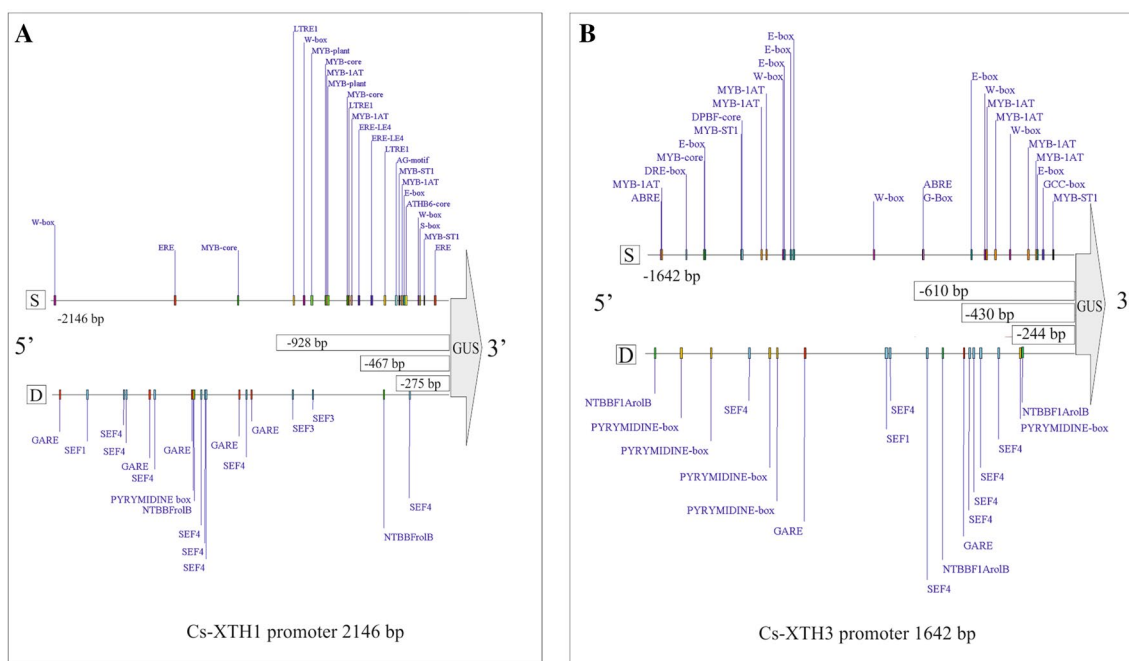 A
LTRE1
W-box
MYB-plant
MYB-core
MYB-1AT
MYB-plant
MYB-core
LTRE1
MYB-1AT
ERE-LE4
ERE-LE4
LTRE1
AG-motif
MYB-ST1
MYB-1AT
E-box
ATHB6-core
W-box
S-box
MYB-ST1
W-box
ERE
MYB-core
ERE
S
-2146 bp
5’
-928 bp
-467 bp
-275 bp
GUS
3’
D
GARE
SEF1
SEF4
SEF4
GARE
SEF4
GARE
PYRYMIDINE box
NTBBFrolB
SEF4
SEF4
SEF4
GARE
SEF4
GARE
SEF3
SEF3
SEF4
NTBBFrolB
Cs-XTH1 promoter 2146 bp
B
E-box
E-box
E-box
W-box
MYB-1AT
MYB-1AT
DPBF-core
MYB-ST1
E-box
MYB-core
DRE-box
MYB-1AT
ABRE
W-box
ABRE
G-Box
E-box
W-box
MYB-1AT
MYB-1AT
W-box
MYB-1AT
MYB-1AT
E-box
GCC-box
MYB-ST1
S
-1642 bp
5’
-610 bp
-430 bp
-244 bp
GUS
3
D
NTBBF1ArolB
PYRYMIDINE-box
PYRYMIDINE-box
SEF4
PYRYMIDINE-box
PYRYMIDINE-box
GARE
SEF4
SEF1
SEF4
NTBBF1ArolB
GARE
SEF4
SEF4
SEF4
SEF4
NTBBF1ArolB
PYRYMIDINE-box
Cs-XTH3 promoter 1642 bp